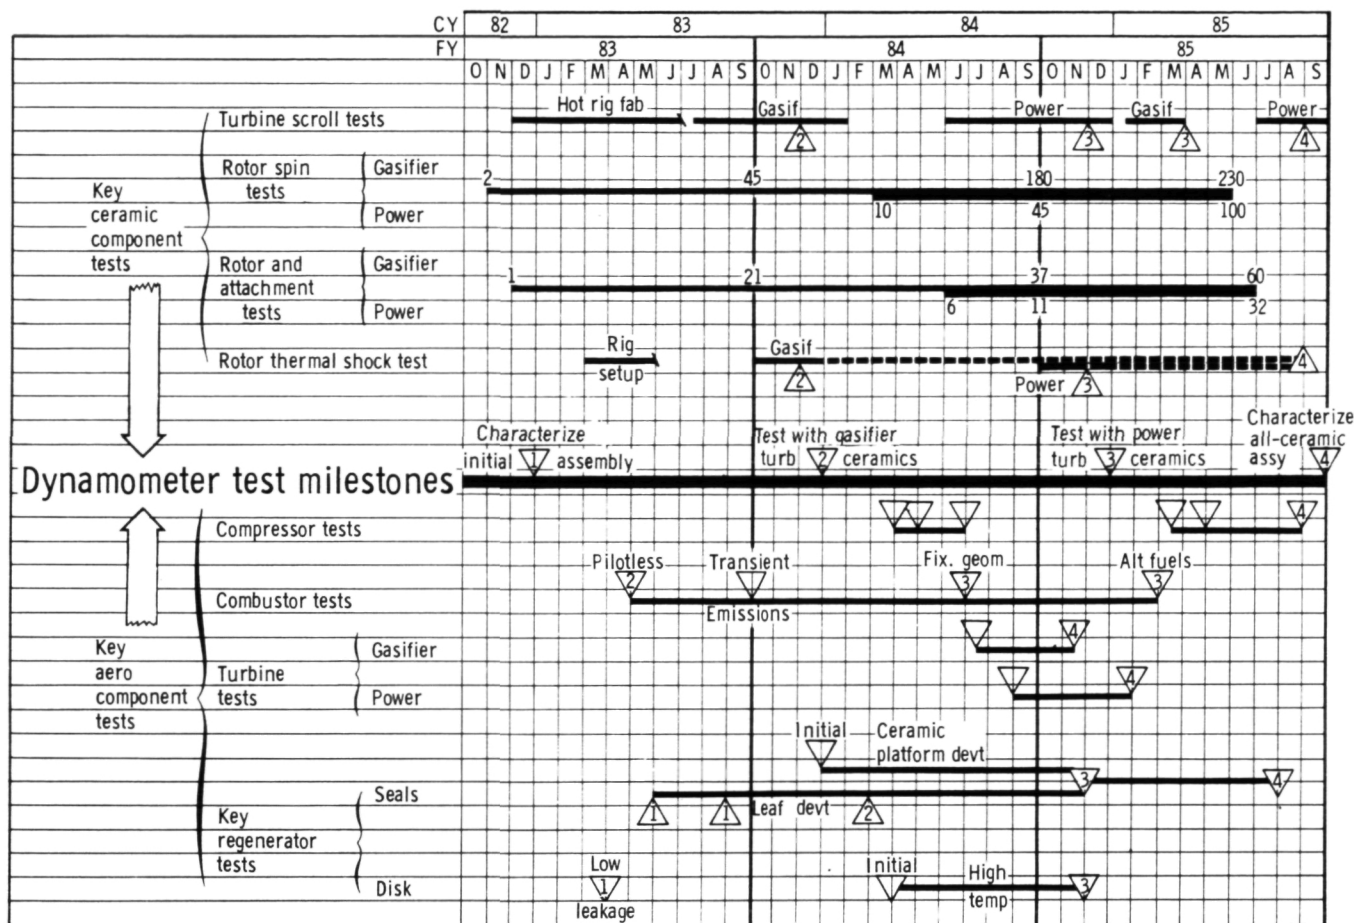 CY 82 83 84 85
FY 83 84 85
O N D J F M A M J J A S O N D J F M A M J J A S O N D J F M A M J J A S
Hot rig fab Gasif Power Gasif Power
Turbine scroll tests
2 3 3 4
Rotor spin tests
Gasifier
2 45 180 230
10 45 100
Power
Key
ceramic
component
tests
Rotor and
attachment
tests
Gasifier
1 21 37 60
6 11 32
Power
Rotor thermal shock test
Rig
setup
Gasif
2
Power 3
4
Characterize
initial 1 assembly
Test with gasifier
turb 2 ceramics
Test with power
turb 3 ceramics
Characterize
all-ceramic
assy 4
Dynamometer test milestones
Compressor tests
4
Pilotless Transient Fix. geom Alt fuels
2 3 3
Combustor tests
Emissions
Key
aero
component
tests
Turbine
tests
Gasifier
4
Power
4
Initial Ceramic
platform devt
3 4
Key
regenerator
tests
Seals
1 1 Leaf devt 2
Disk
Low
1
leakage
Initial High
temp 3